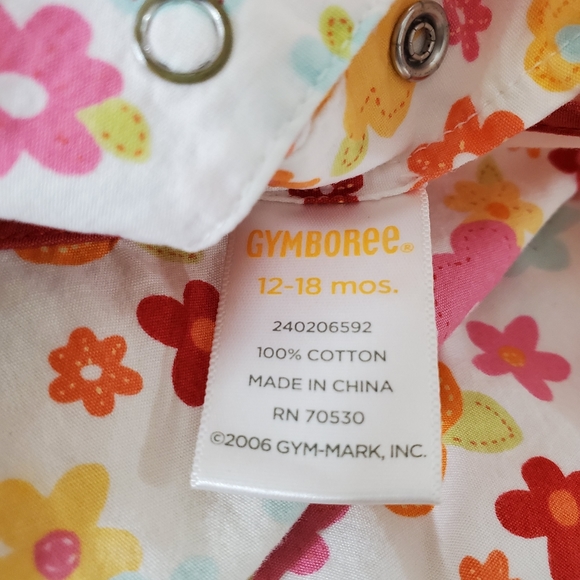 GYMBOREE®
12-18 mos.
240206592
100% COTTON
MADE IN CHINA
RN 70530
©2006 GYM-MARK, INC.